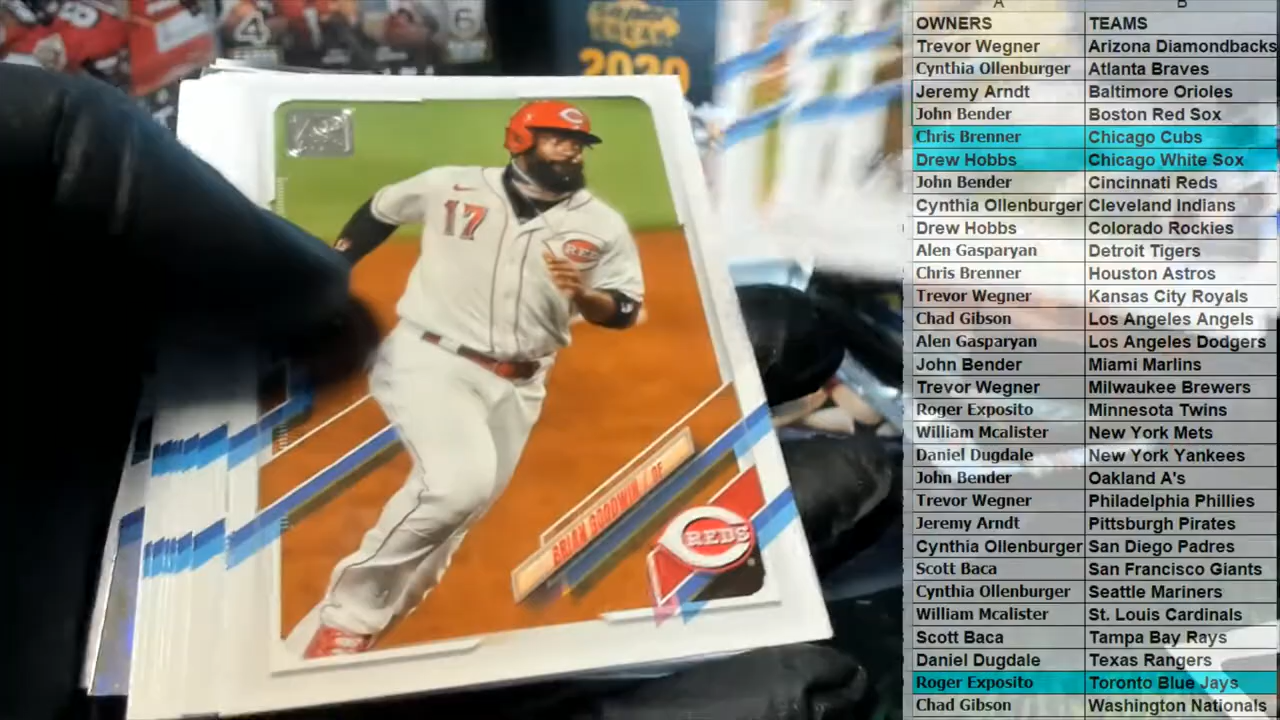 4
6
2020
70
17
REDS
BRIAN GOODWIN / OF
REDS
A B
OWNERS TEAMS
Trevor Wegner Arizona Diamondbacks
Cynthia Ollenburger Atlanta Braves
Jeremy Arndt Baltimore Orioles
John Bender Boston Red Sox
Chris Brenner Chicago Cubs
Drew Hobbs Chicago White Sox
John Bender Cincinnati Reds
Cynthia Ollenburger Cleveland Indians
Drew Hobbs Colorado Rockies
Alen Gasparyan Detroit Tigers
Chris Brenner Houston Astros
Trevor Wegner Kansas City Royals
Chad Gibson Los Angeles Angels
Alen Gasparyan Los Angeles Dodgers
John Bender Miami Marlins
Trevor Wegner Milwaukee Brewers
Roger Exposito Minnesota Twins
William Mcalister New York Mets
Daniel Dugdale New York Yankees
John Bender Oakland A's
Trevor Wegner Philadelphia Phillies
Jeremy Arndt Pittsburgh Pirates
Cynthia Ollenburger San Diego Padres
Scott Baca San Francisco Giants
Cynthia Ollenburger Seattle Mariners
William Mcalister St. Louis Cardinals
Scott Baca Tampa Bay Rays
Daniel Dugdale Texas Rangers
Roger Exposito Toronto Blue Jays
Chad Gibson Washington Nationals